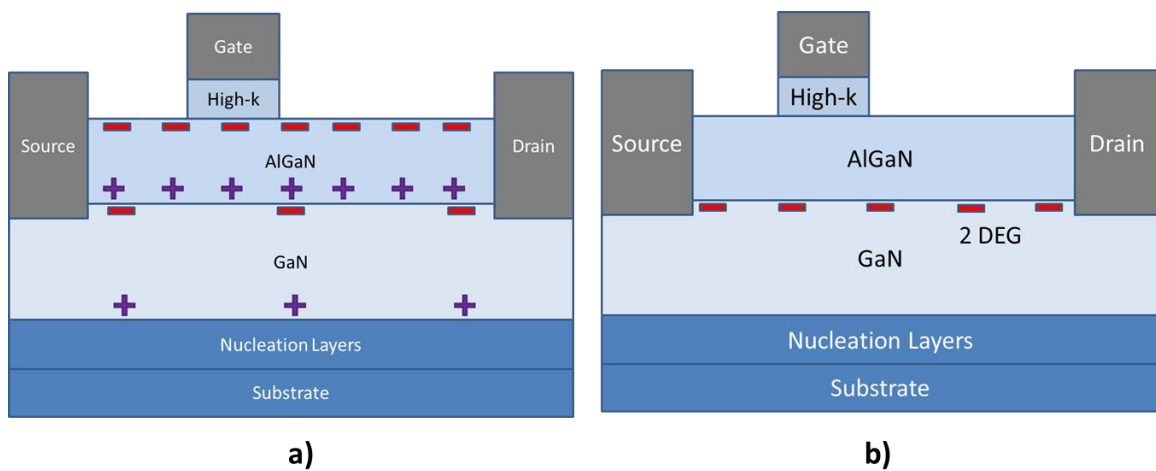 Gate
High-k
Source
AlGaN
Drain
GaN
Nucleation Layers
Substrate
a)
Gate
High-k
Source
AlGaN
Drain
2 DEG
GaN
Nucleation Layers
Substrate
b)